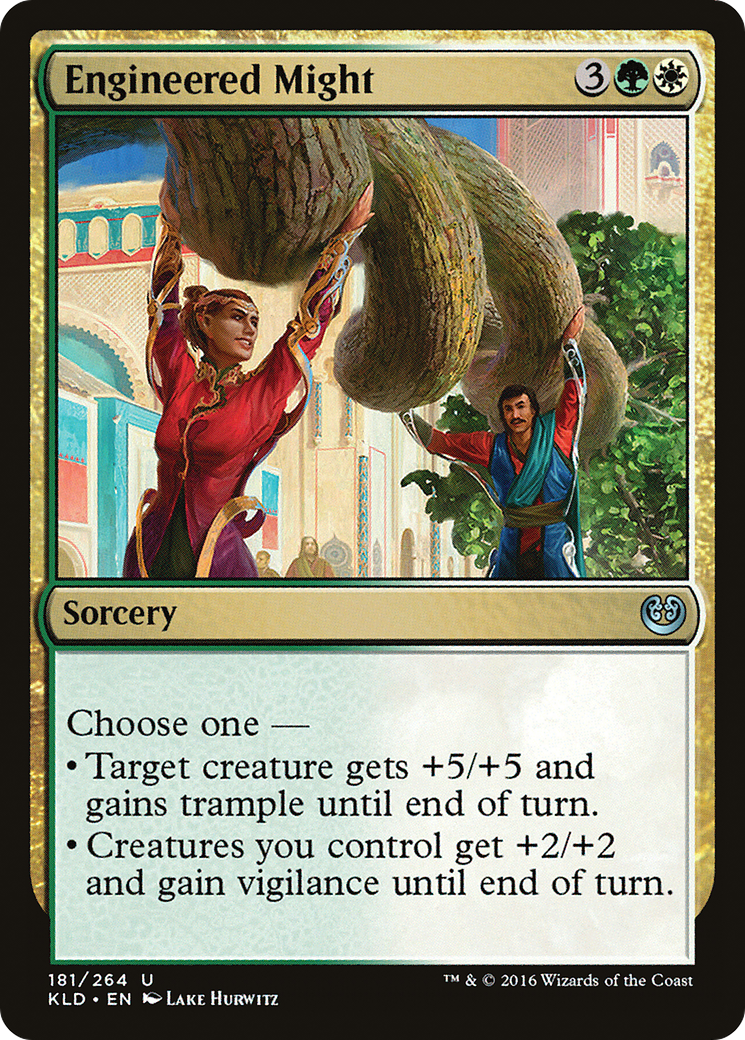 Engineered Might 3
Sorcery
Choose one —
• Target creature gets +5/+5 and
gains trample until end of turn.
• Creatures you control get +2/+2
and gain vigilance until end of turn.
181/264 U
KLD • EN Lake Hurwitz
™ & © 2016 Wizards of the Coast